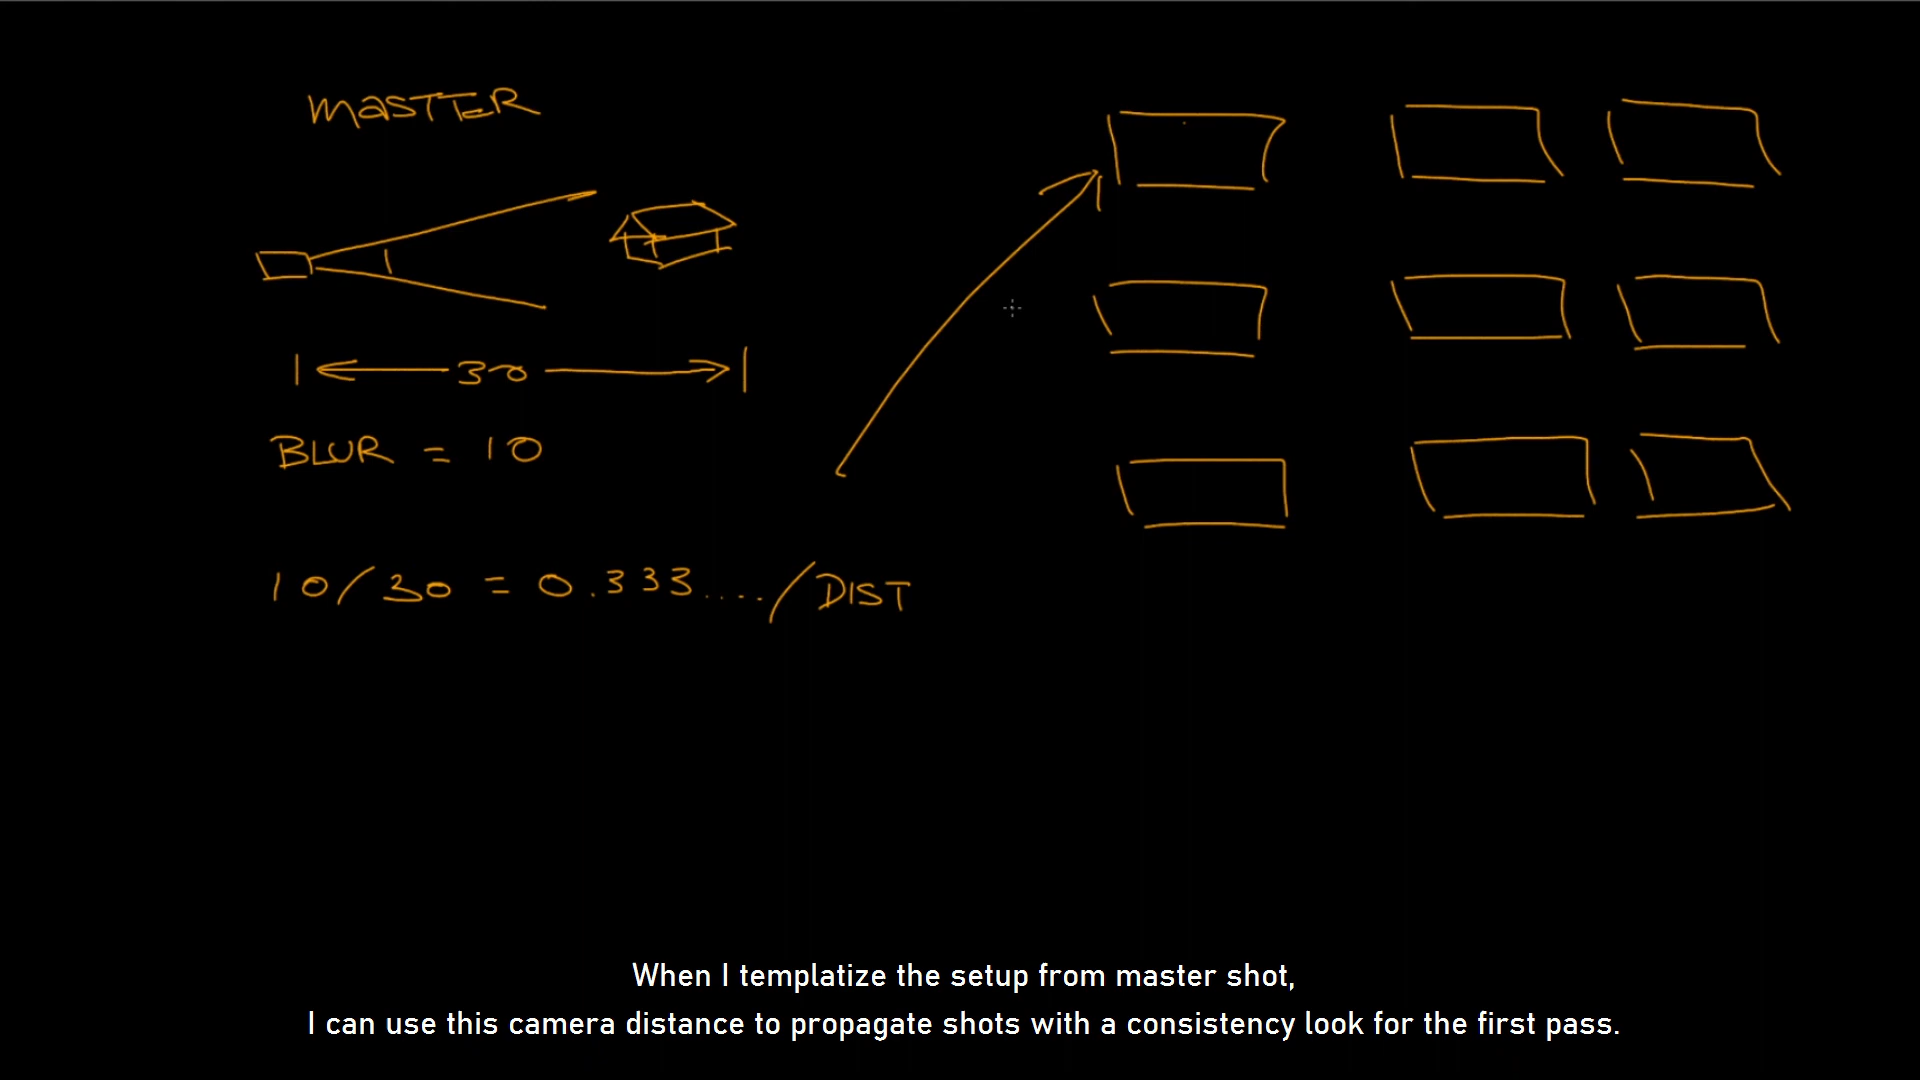 MASTER
30
BLUR = 10
10/30 = 0.333..../DIST
When I templatize the setup from master shot,
I can use this camera distance to propagate shots with a consistency look for the first pass.